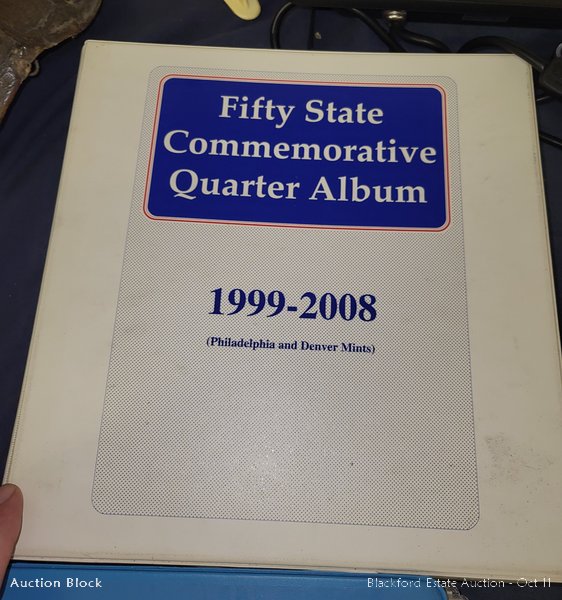 Fifty State
Commemorative
Quarter Album
1999-2008
(Philadelphia and Denver Mints)
Auction Block
Blackford Estate Auction - Oct 11